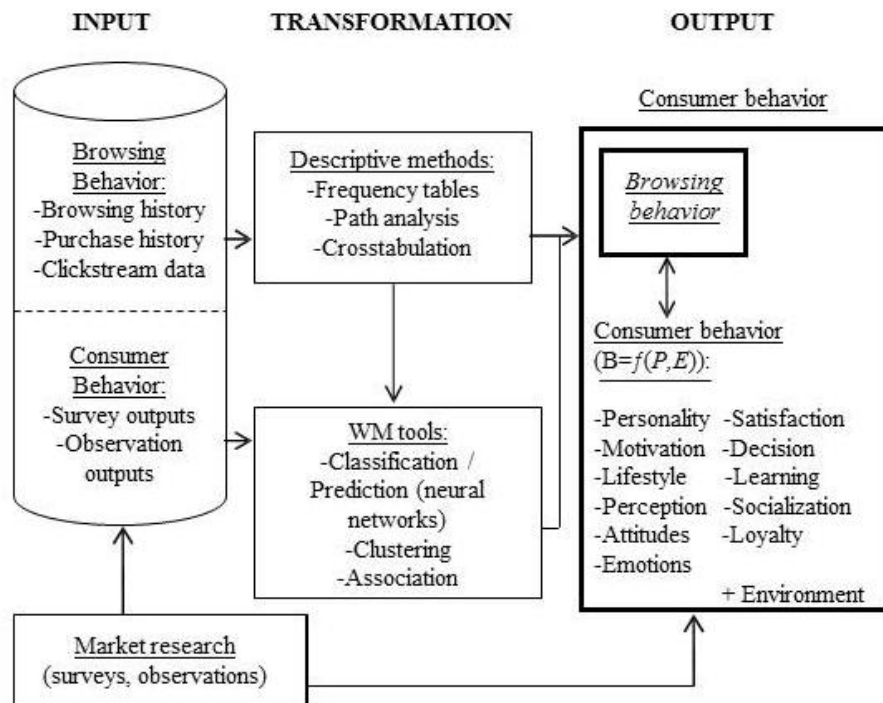 INPUT
TRANSFORMATION
OUTPUT
Browsing
Behavior:
-Browsing history
-Purchase history
-Clickstream data
Consumer
Behavior:
-Survey outputs
-Observation
outputs
Market research
(surveys, observations)
Descriptive methods:
-Frequency tables
-Path analysis
-Crosstabulation
WM tools:
-Classification /
Prediction (neural
networks)
-Clustering
-Association
Consumer behavior
Browsing
behavior
Consumer behavior
(B=f(P,E)):
-Personality -Satisfaction
-Motivation -Decision
-Lifestyle -Learning
-Perception -Socialization
-Attitudes -Loyalty
-Emotions
+ Environment